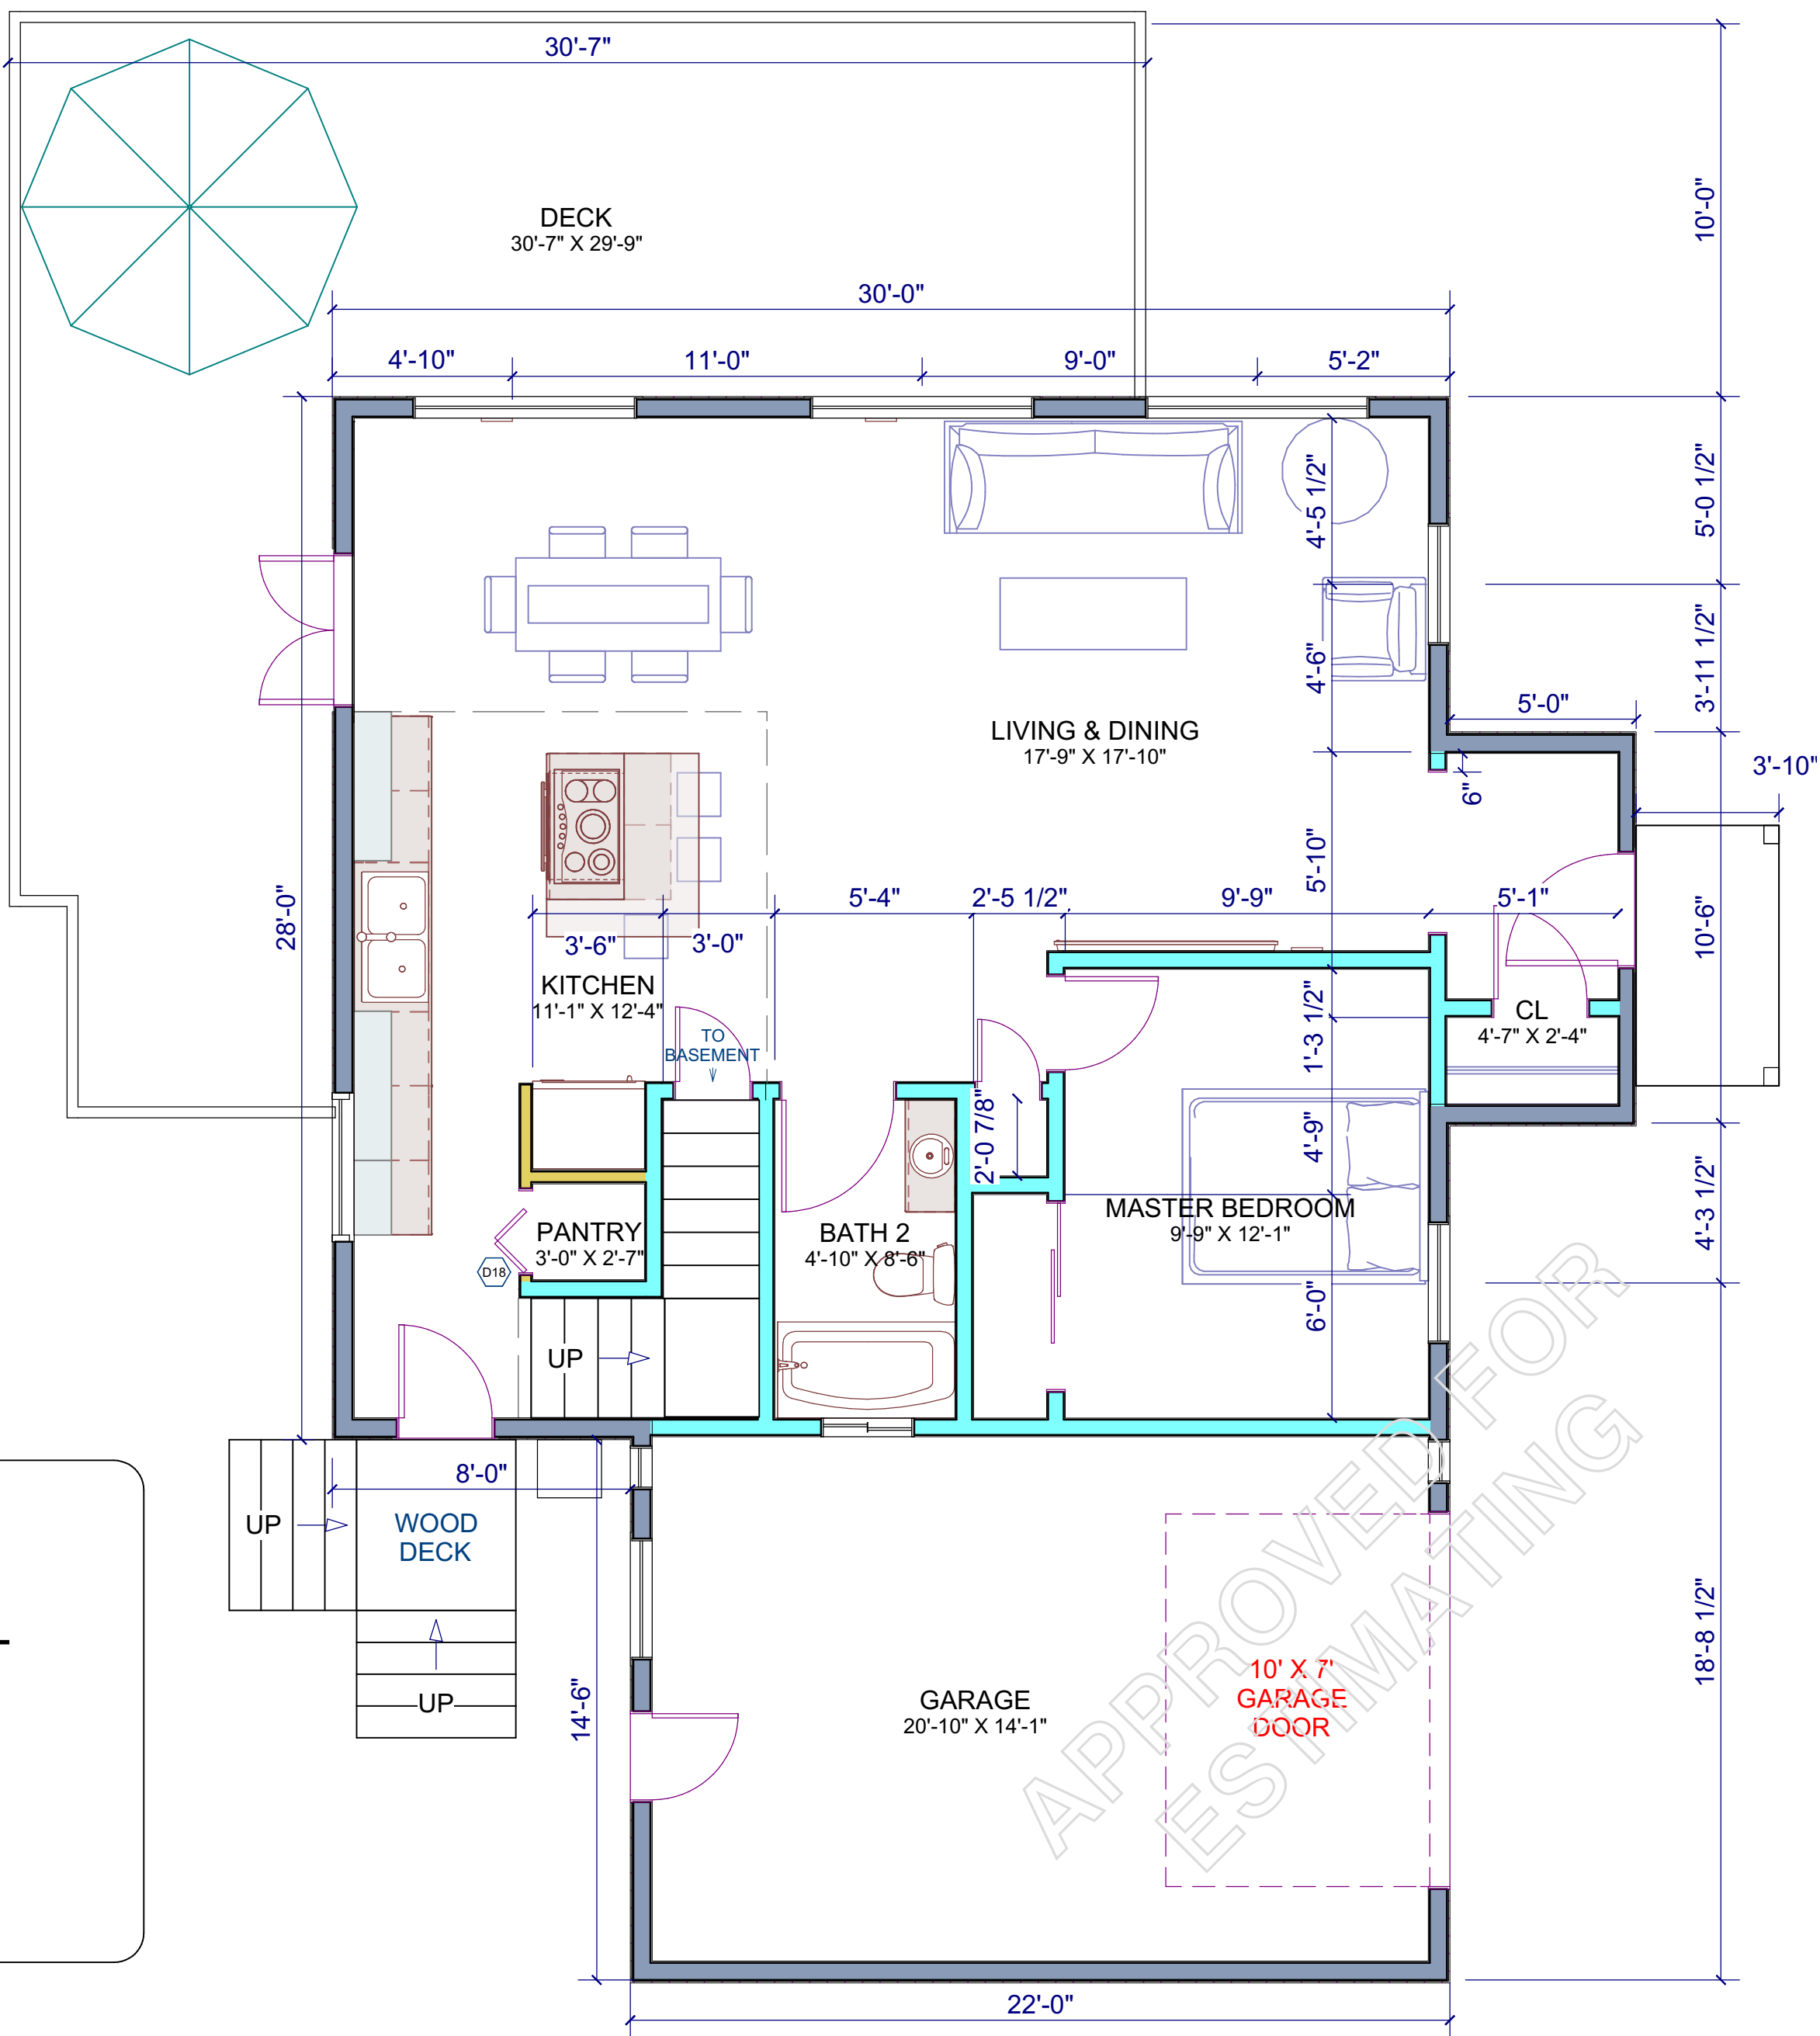 30'-7"
DECK
30'-7" X 29'-9"
10'-0"
30'-0"
4'-10"
11'-0"
9'-0"
5'-2"
4'-5 1/2"
5'-0 1/2"
4'-6"
3'-11 1/2"
LIVING & DINING
17'-9" X 17'-10"
5'-0"
3'-10"
6"
5'-10"
28'-0"
5'-4"
2'-5 1/2"
9'-9"
5'-1"
3'-6"
3'-0"
10'-6"
KITCHEN
11'-1" X 12'-4"
TO
BASEMENT
1'-3 1/2"
CL
4'-7" X 2'-4"
2'-0 7/8"
4'-9"
MASTER BEDROOM
9'-9" X 12'-1"
4'-3 1/2"
PANTRY
3'-0" X 2'-7"
D18
BATH 2
4'-10" X 8'-6"
6'-0"
UP
8'-0"
UP
WOOD
DECK
UP
14'-6"
GARAGE
20'-10" X 14'-1"
10' X 7'
GARAGE
DOOR
18'-8 1/2"
APPROVED FOR
ESTIMATING
22'-0"